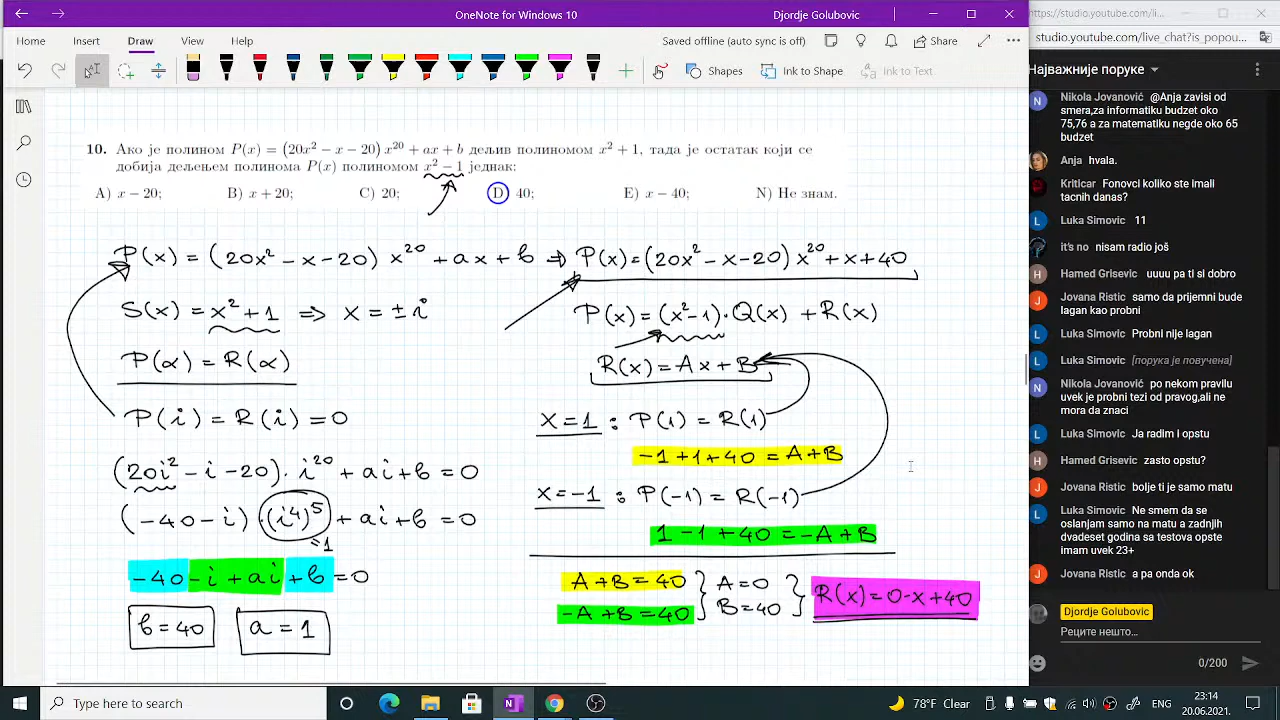 OneNote for Windows 10
Djordje Golubovic
https://studio.youtube.com/live_chat?is_popou...
studio.youtube.com/live_chat?is_popou...
Home Insert Draw View Help
Saved offline (auto sync is off)
Share
Shapes
Ink to Shape
Ink to Text
10. Ако је полином P(x) = (20x² − x − 20) x²⁰ + ax + b дељив полиномом x² + 1, тада је остатак који се
добија дељењем полинома P(x) полиномом x² − 1 једнак:
A) x − 20; B) x + 20; C) 20; D) 40; E) x − 40; N) Не знам.
A
P(x) = (20x² − x − 20) x²⁰ + ax + b ⇒ P(x) = (20x² − x − 20) x²⁰ + x + 40
S(x) = x² + 1 ⇒ x = ± i
P(α) = R(α)
P(i) = R(i) = 0
(20i² − i − 20) · i²⁰ + ai + b = 0
(−40 − i) · (i⁴)⁵ + ai + b = 0
=1
−40 − i + ai + b = 0
b = 40
a = 1
P(x) = (x² − 1) · Q(x) + R(x)
R(x) = Ax + B
x = 1 : P(1) = R(1)
−1 + 1 + 40 = A + B
x = −1 : P(−1) = R(−1)
1 − 1 + 40 = −A + B
A + B = 40
−A + B = 40
A = 0
B = 40
R(x) = 0·x + 40
Најважније поруке
Nikola Jovanović @Anja zavisi od
smera,za informatiku budzet oko
75,76 a za matematiku negde oko 65
budzet
Anja hvala.
Kritlcar Fonovci koliko ste imali
tacnih danas?
Luka Simovic 11
it's no nisam radio još
Hamed Grisevic uuuu pa ti si dobro
Jovana Ristic samo da prijemni bude
lagan kao probni
Luka Simovic Probni nije lagan
Luka Simovic [порука је повучена]
Nikola Jovanović po nekom pravilu
uvek je probni tezi od pravog,ali ne
mora da znaci
Luka Simovic Ja radim I opstu
Hamed Grisevic zasto opstu?
Jovana Ristic bolje ti je samo matu
Luka Simovic Ne smem da se
oslanjam samo na matu a zadnjih
dvadeset godina sa testova opste
imam uvek 23+
Jovana Ristic a pa onda ok
Djordje Golubovic
Реците нешто...
0/200
Type here to search
78°F Clear
23:14
20.06.2021.